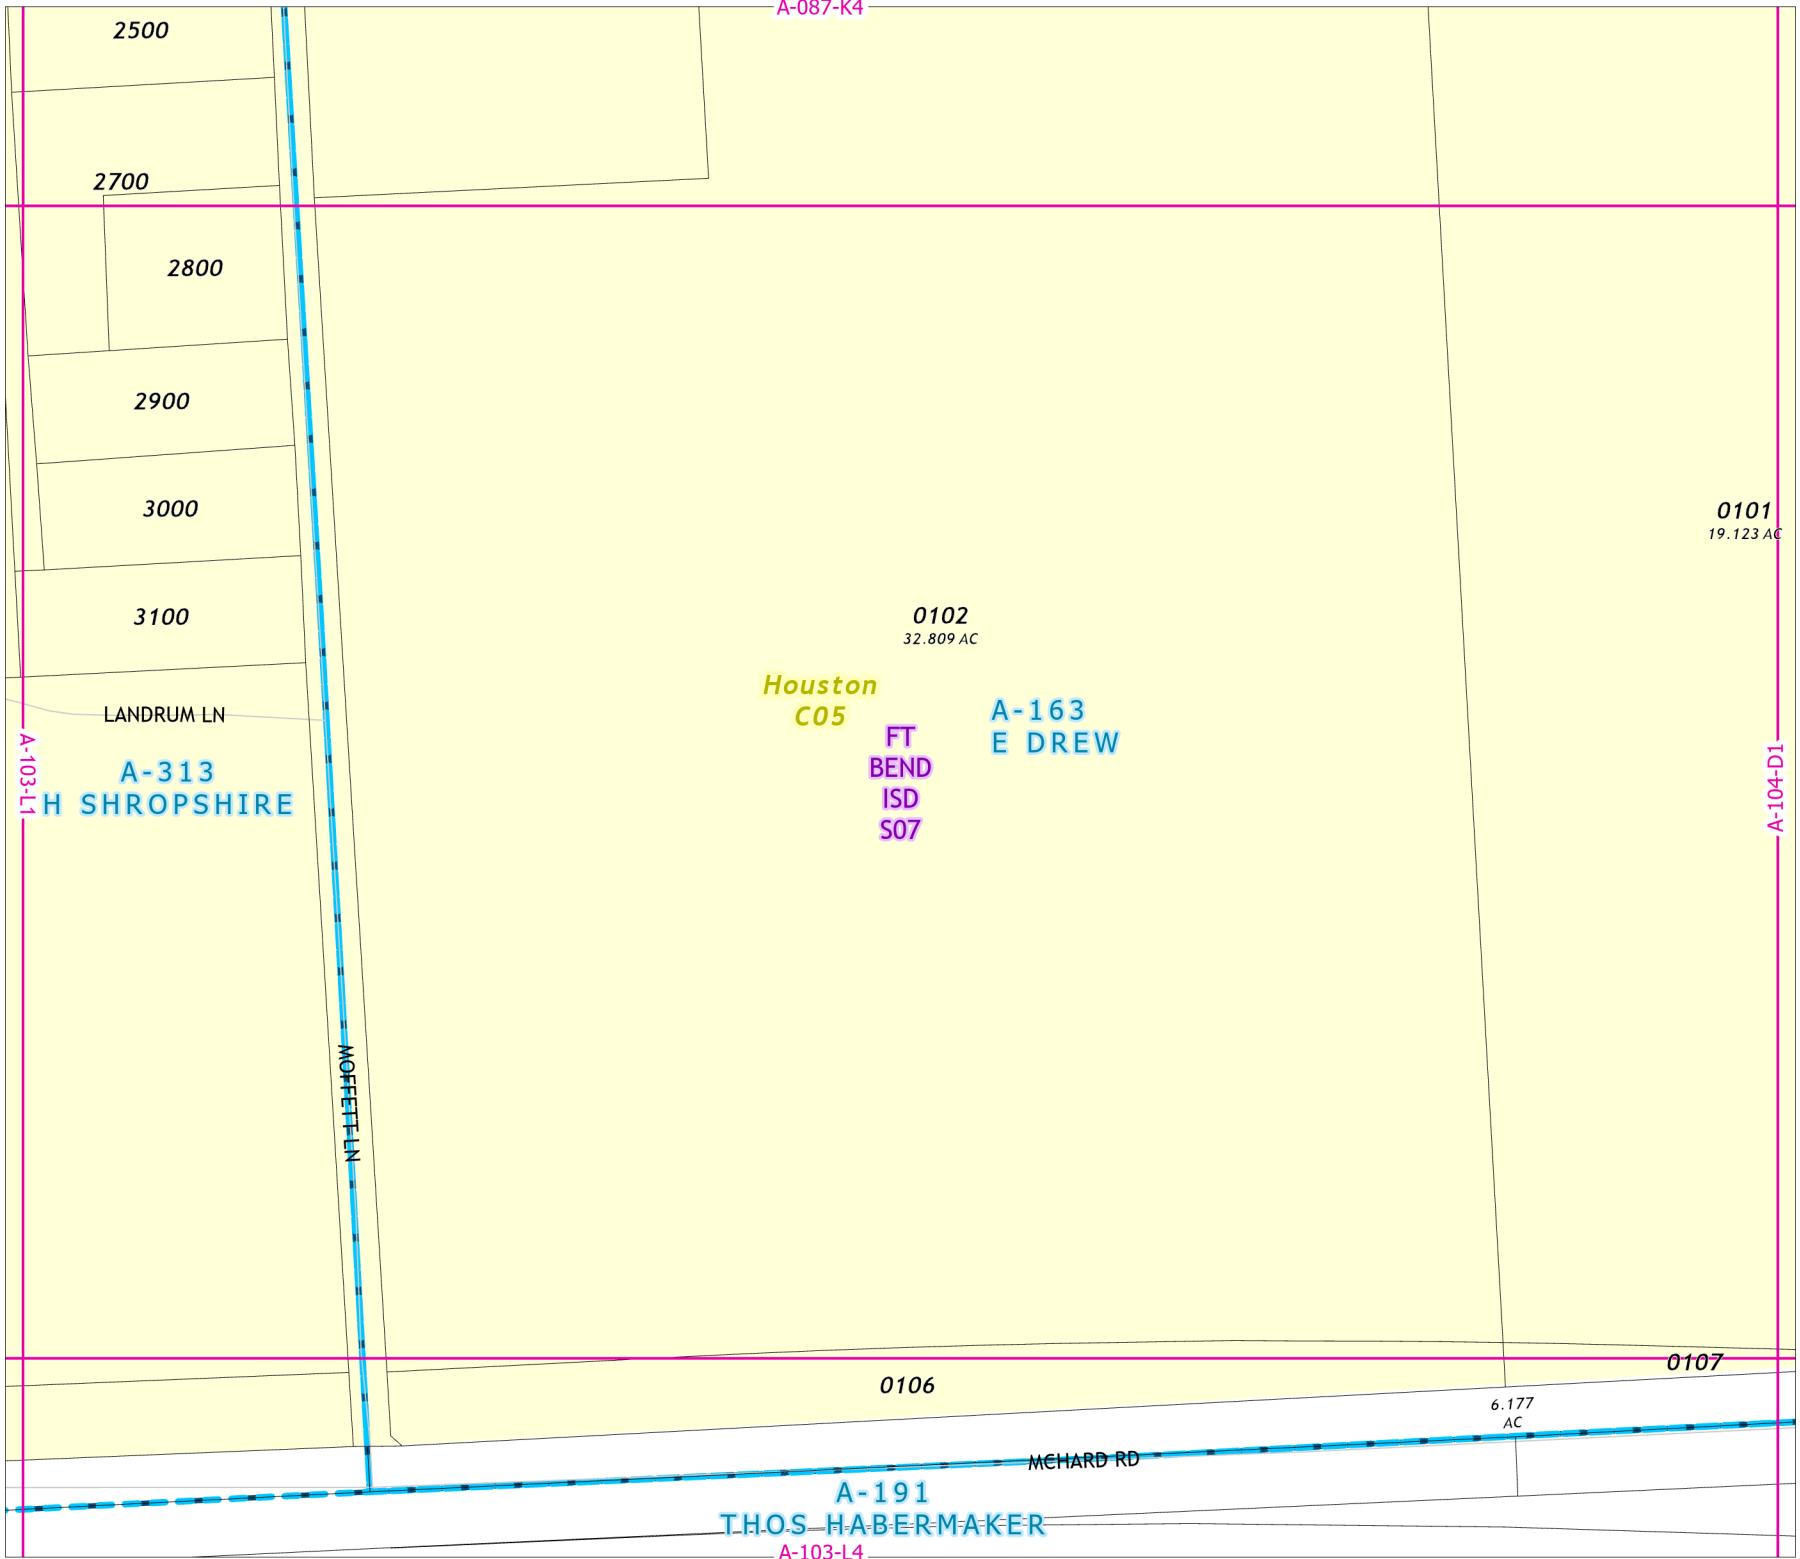 A-087-K4
2500
2700
2800
2900
3000
3100
0101
19.123 AC
0102
32.809 AC
Houston
C05
FT
BEND
ISD
S07
A-163
E DREW
LANDRUM LN
A-313
H SHROPSHIRE
A-103-L1
A-104-D1
MOFFETT LN
0107
0106
6.177
AC
MCHARD RD
A-191
THOS HABERMAKER
A-103-L4